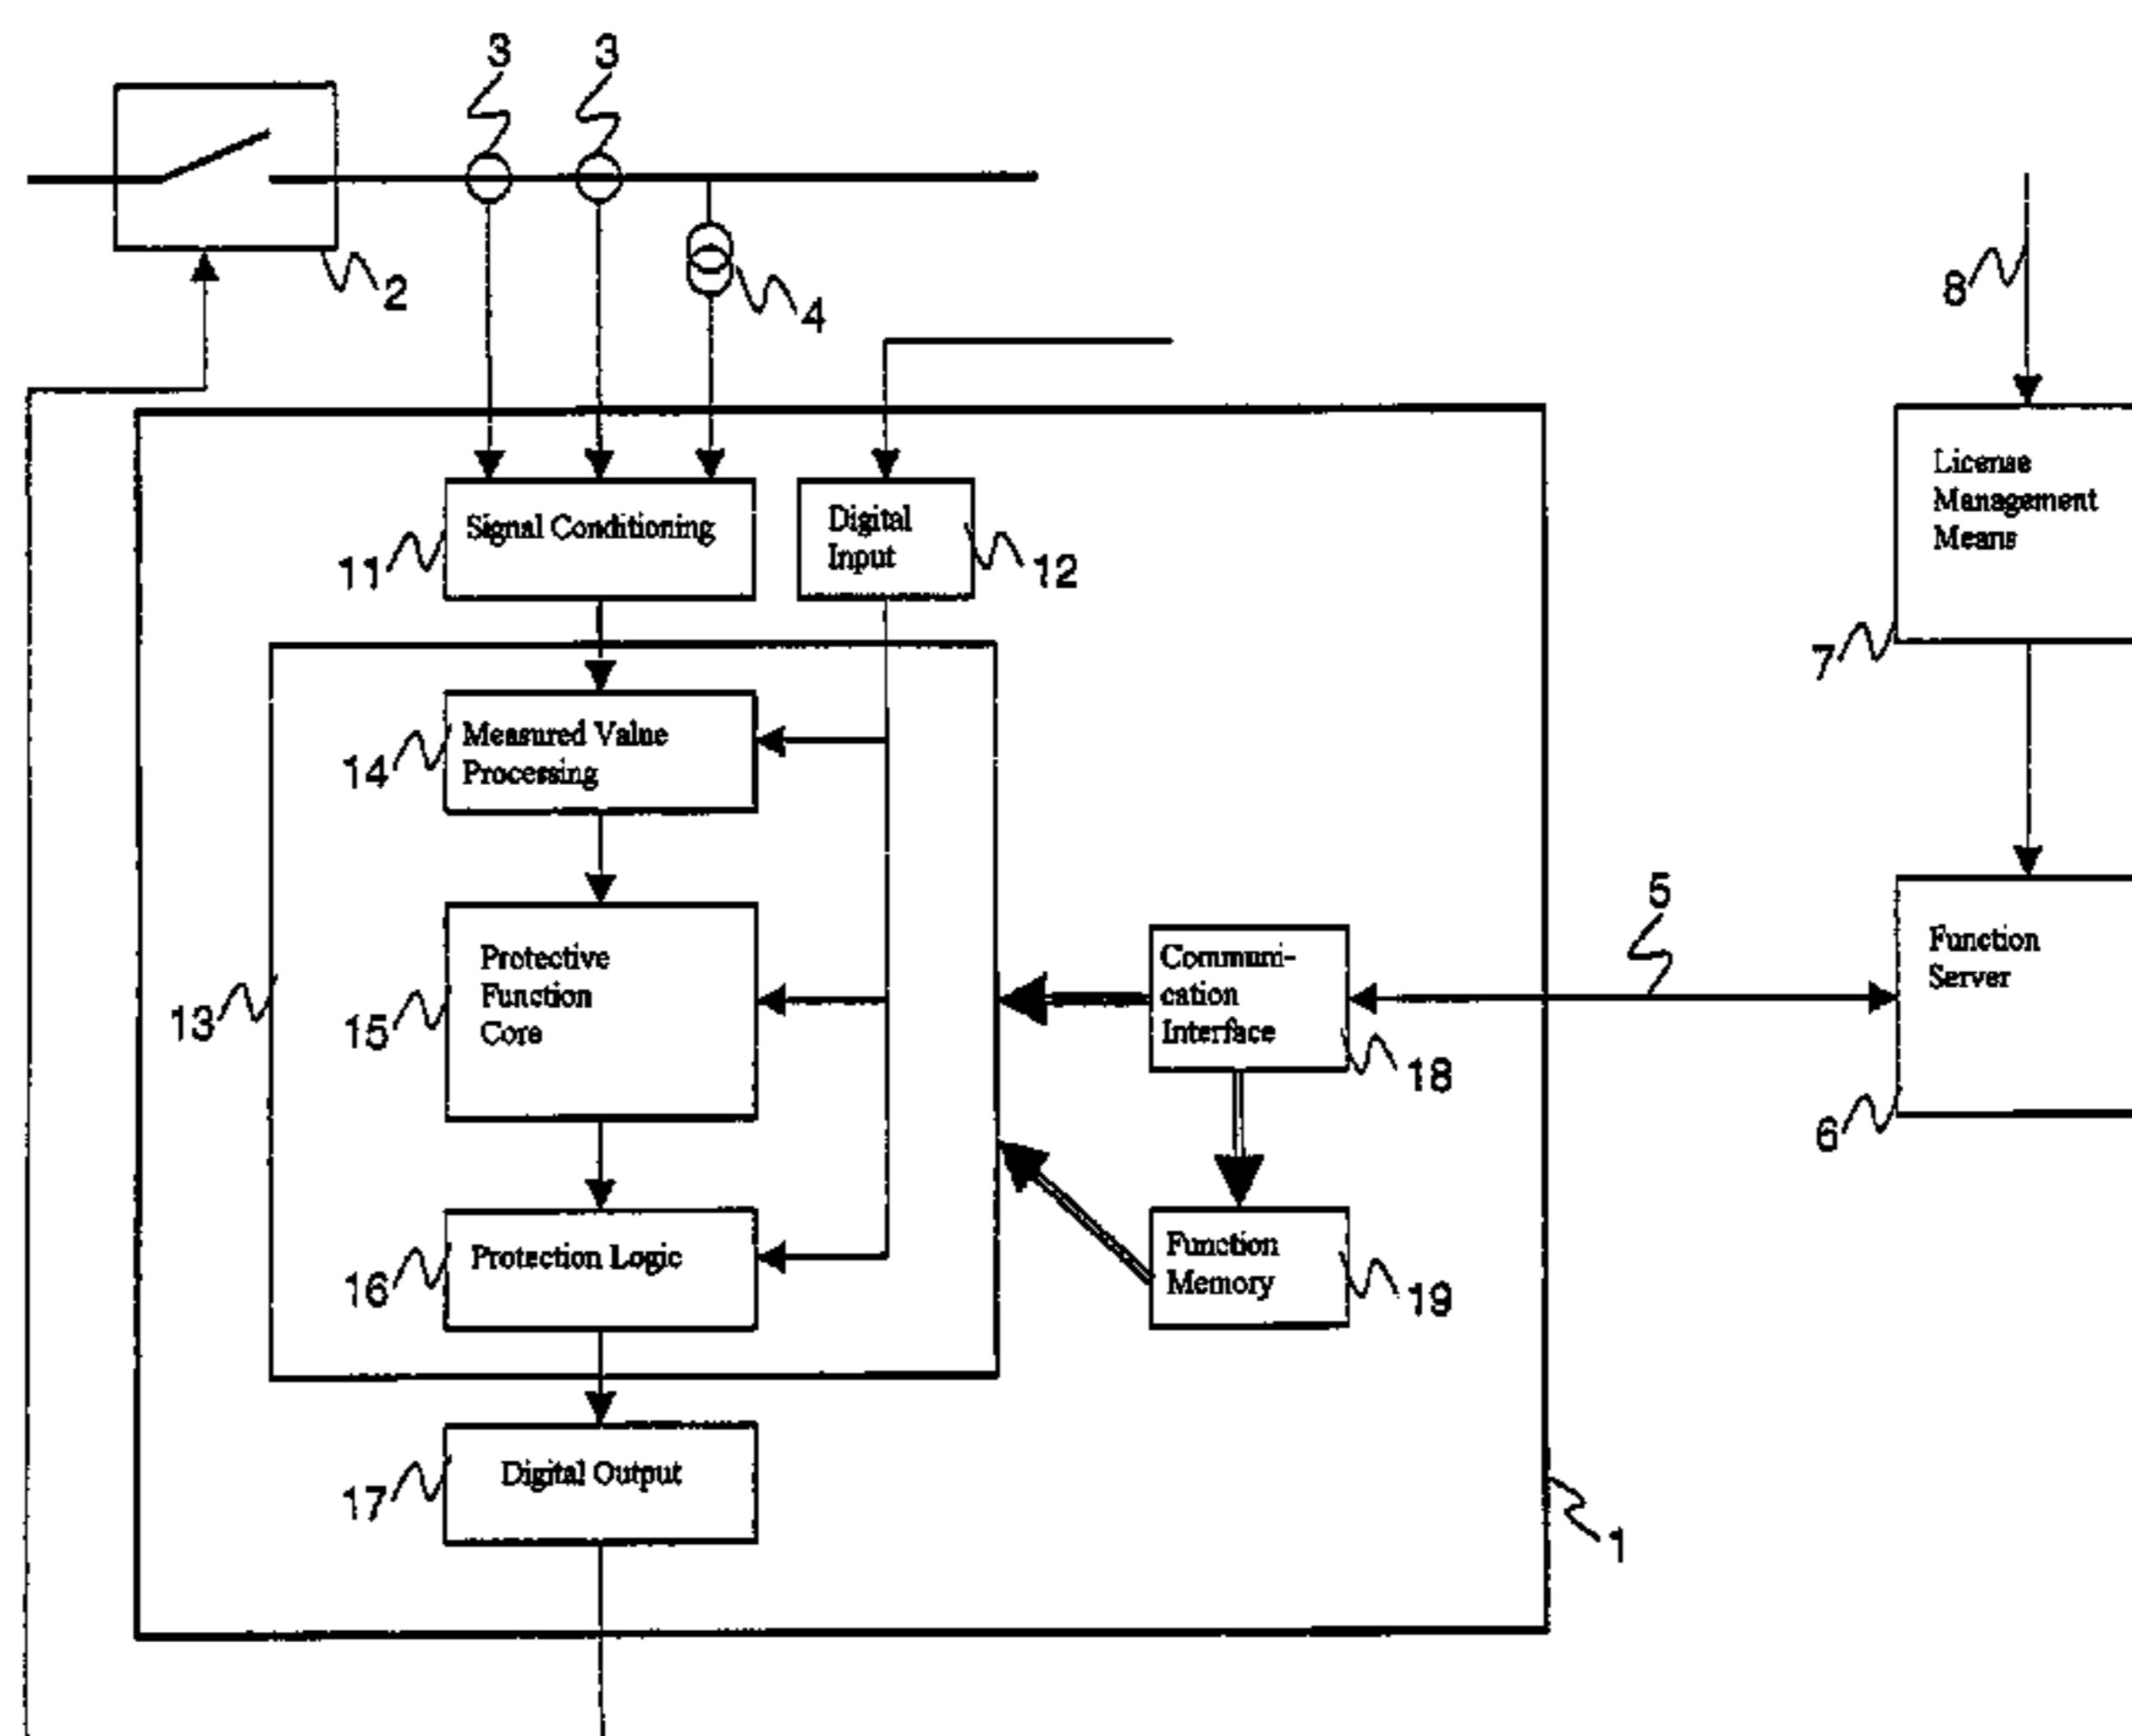 3
3
2
4
8
Signal Conditioning
Digital
Input
11
12
License
Management
Means
7
Measured Value
Processing
14
5
Protective
Function
Core
13
15
Communi-
cation
Interface
18
Function
Server
6
Protection Logic
16
Function
Memory
19
Digital Output
17
1